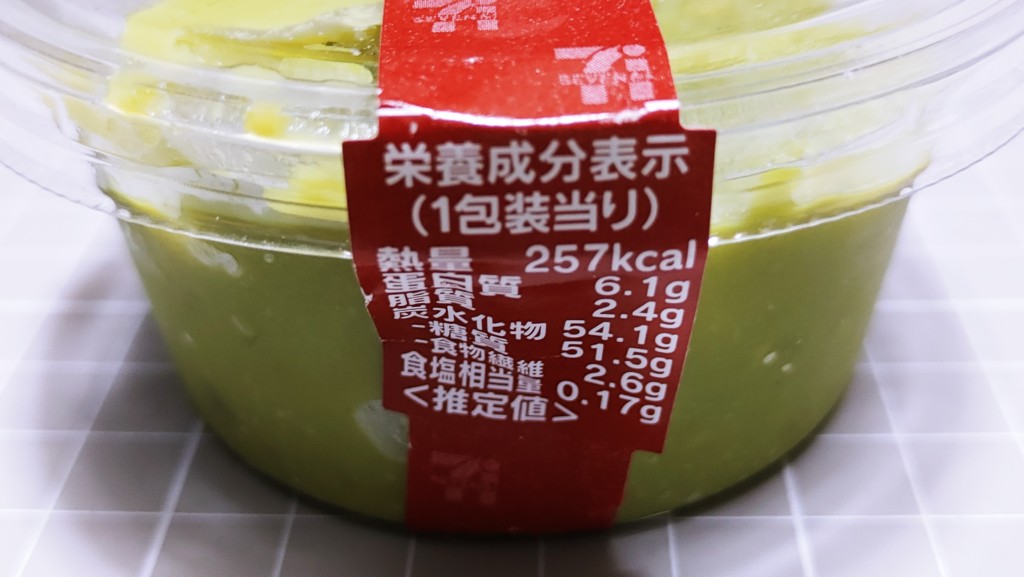 栄養成分表示
(1包装当り)
熱量 257kcal
蛋白質 6.1g
脂質 2.4g
炭水化物 54.1g
-糖質 51.5g
-食物繊維 2.6g
食塩相当量 0.17g
<推定値>